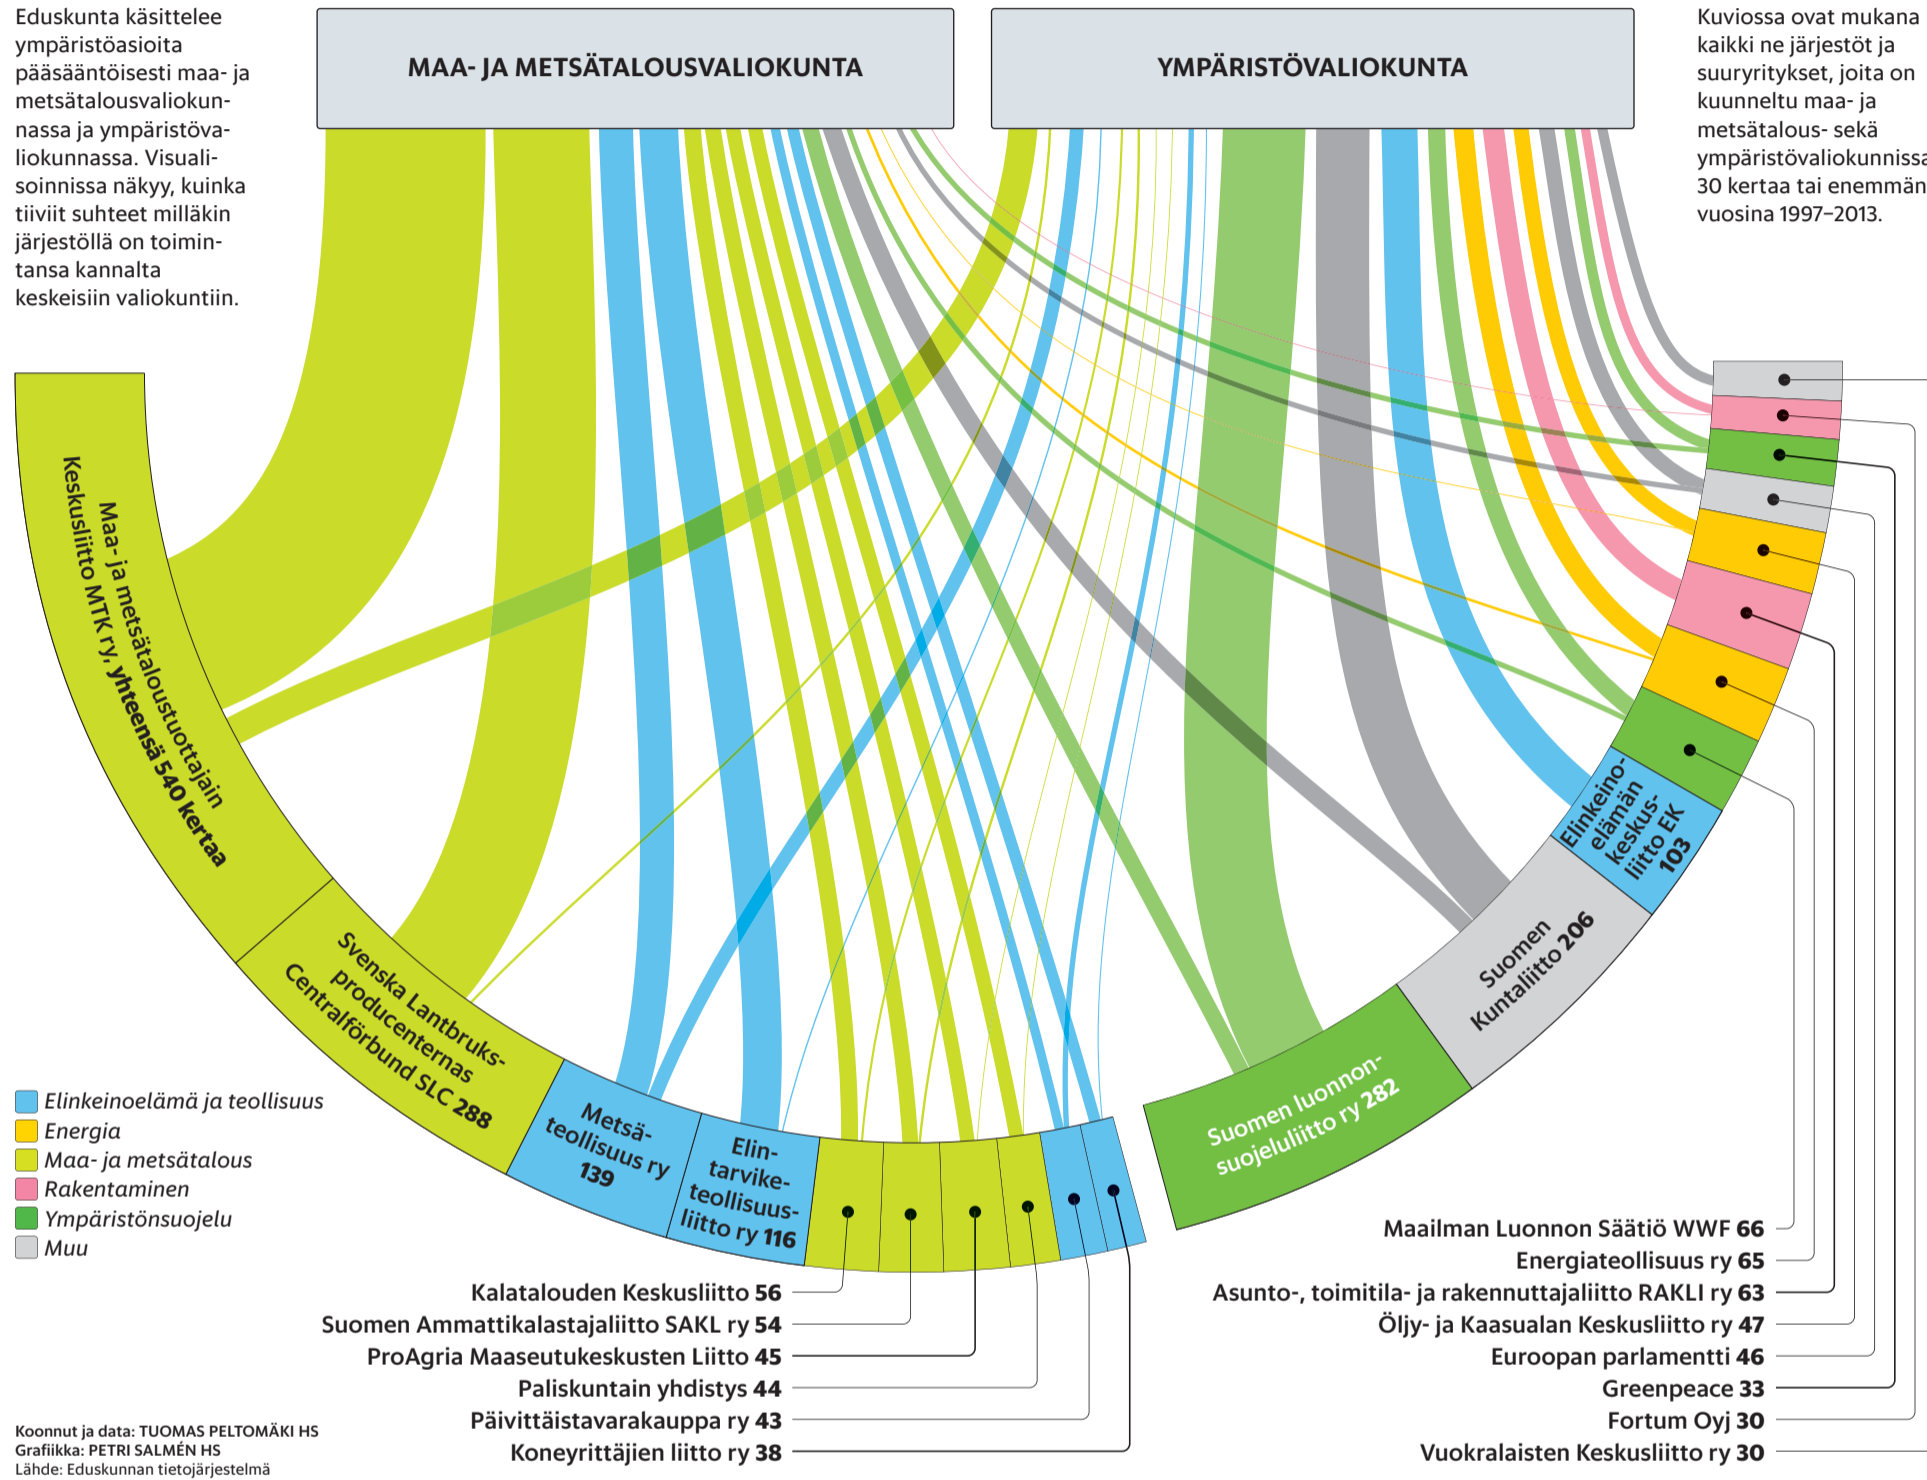 Eduskunta käsittelee
ympäristöasioita
pääsääntöisesti maa- ja
metsätalousvaliokun-
nassa ja ympäristöva-
liokunnassa. Visuali-
soinnissa näkyy, kuinka
tiiviit suhteet milläkin
järjestöllä on toimin-
tansa kannalta
keskeisiin valiokuntiin.
MAA- JA METSÄTALOUSVALIOKUNTA
YMPÄRISTÖVALIOKUNTA
Kuviossa ovat mukana
kaikki ne järjestöt ja
suuryritykset, joita on
kuunneltu maa- ja
metsätalous- sekä
ympäristövaliokunnissa
30 kertaa tai enemmän
vuosina 1997–2013.
Maa- ja metsätaloustuottajain
Keskusliitto MTK ry, yhteensä 540 kertaa
Svenska Lantbruks-
producenternas
Centralförbund SLC 288
Metsä-
teollisuus ry
139
Elin-
tarvike-
teollisuus-
liitto ry 116
Suomen luonnon-
suojeluliitto ry 282
Suomen
Kuntaliitto 206
Elinkeino-
elämän
keskus-
liitto EK
103
Elinkeinoelämä ja teollisuus
Energia
Maa- ja metsätalous
Rakentaminen
Ympäristönsuojelu
Muu
Kalatalouden Keskusliitto 56
Suomen Ammattikalastajaliitto SAKL ry 54
ProAgria Maaseutukeskusten Liitto 45
Paliskuntain yhdistys 44
Päivittäistavarakauppa ry 43
Koneyrittäjien liitto ry 38
Maailman Luonnon Säätiö WWF 66
Energiateollisuus ry 65
Asunto-, toimitila- ja rakennuttajaliitto RAKLI ry 63
Öljy- ja Kaasualan Keskusliitto ry 47
Euroopan parlamentti 46
Greenpeace 33
Fortum Oyj 30
Vuokralaisten Keskusliitto ry 30
Koonnut ja data: TUOMAS PELTOMÄKI HS
Grafiikka: PETRI SALMÉN HS
Lähde: Eduskunnan tietojärjestelmä